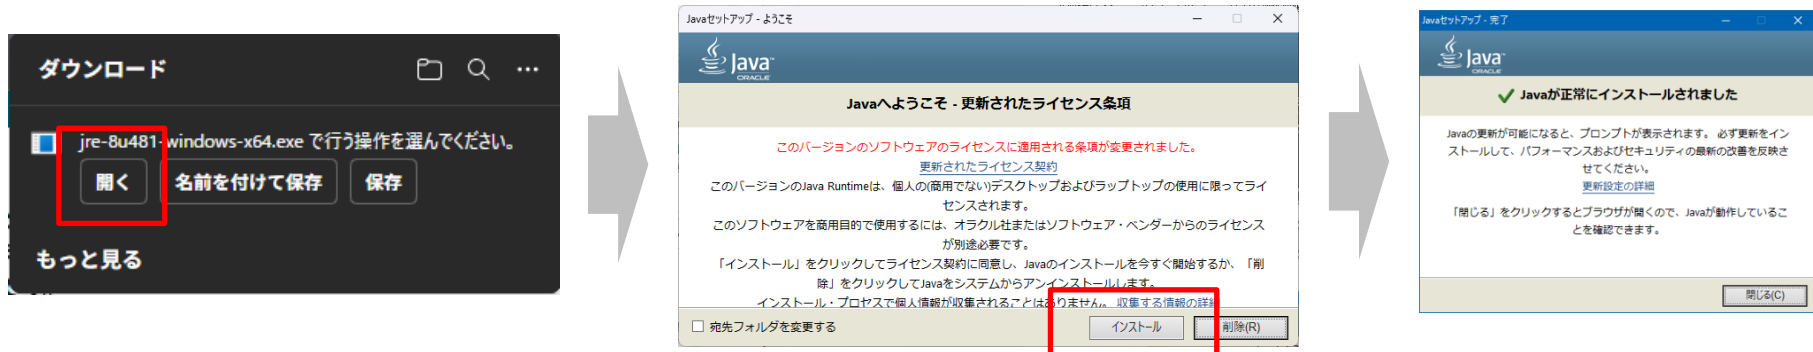 ダウンロード
jre-8u481-windows-x64.exe で行う操作を選んでください。
開く
名前を付けて保存
保存
もっと見る
Javaセットアップ - ようこそ
Java
ORACLE
Javaへようこそ - 更新されたライセンス条項
このバージョンのソフトウェアのライセンスに適用される条項が変更されました。
更新されたライセンス契約
このバージョンのJava Runtimeは、個人の(商用でない)デスクトップおよびラップトップの使用に限ってライ
センスされます。
このソフトウェアを商用目的で使用するには、オラクル社またはソフトウェア・ベンダーからのライセンス
が別途必要です。
「インストール」をクリックしてライセンス契約に同意し、Javaのインストールを今すぐ開始するか、「削
除」をクリックしてJavaをシステムからアンインストールします。
インストール・プロセスで個人情報が収集されることはありません。 収集する情報の詳細
宛先フォルダを変更する
インストール
削除(R)
Javaセットアップ - 完了
Java
ORACLE
Javaが正常にインストールされました
Javaの更新が可能になると、プロンプトが表示されます。 必ず更新をイン
ストールして、パフォーマンスおよびセキュリティの最新の改善を反映さ
せてください。
更新設定の詳細
「閉じる」をクリックするとブラウザが開くので、Javaが動作しているこ
とを確認できます。
閉じる(C)